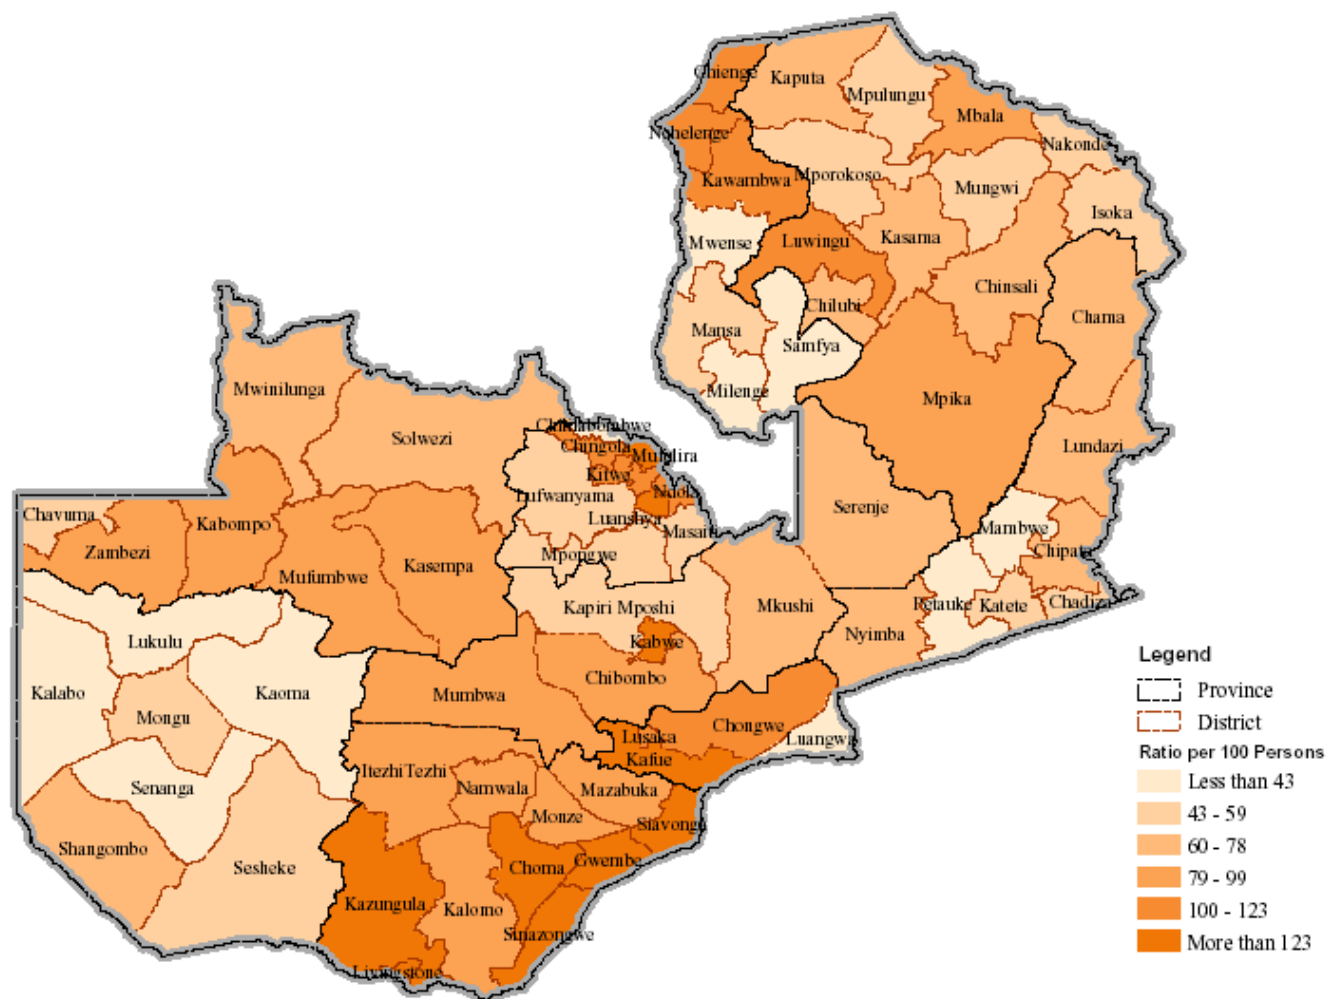 Chienge
Kaputa
Mpulungu
Mbala
Nchelenge
Nakonde
Kawambwa
Mporokoso
Mungwi
Isoka
Mwense
Luwingu
Kasama
Chinsali
Chilubi
Chama
Mansa
Samfya
Milenge
Mpika
Mwinilunga
Solwezi
Chililabombwe
Chingola
Mufulira
Lundazi
Kitwe
Lufwanyama
Ndola
Chavuma
Kabompo
Luanshya
Masaiti
Serenje
Mambwe
Zambezi
Mpongwe
Chipata
Kasempa
Mufumbwe
Kapiri Mposhi
Mkushi
Petauke
Katete
Chadiza
Lukulu
Kabwe
Nyimba
Kalabo
Kaoma
Mumbwa
Chibombo
Mongu
Chongwe
Lusaka
Luangwa
Kafue
Itezhi Tezhi
Senanga
Namwala
Mazabuka
Monze
Siavonga
Shangombo
Sesheke
Choma
Gwembe
Kazungula
Kalomo
Sinazongwe
Livingstone
Legend
Province
District
Ratio per 100 Persons
Less than 43
43 - 59
60 - 78
79 - 99
100 - 123
More than 123